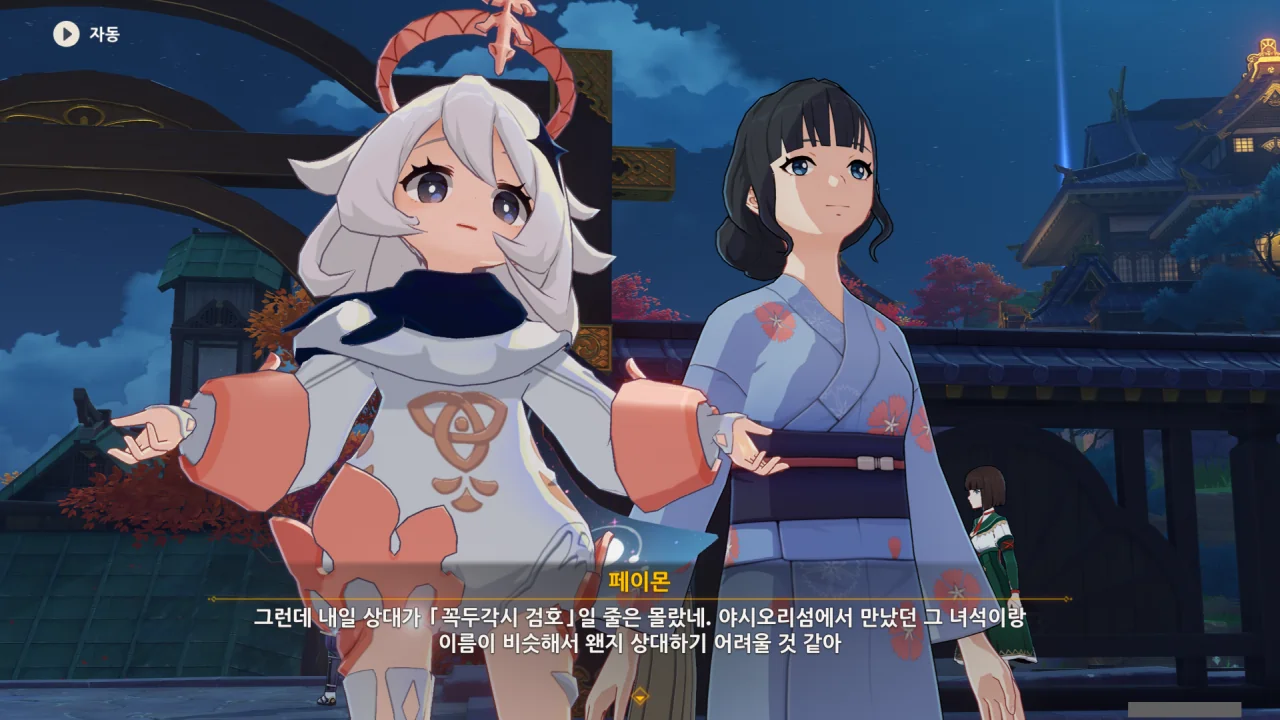 자동
페이몬
그런데 내일 상대가 「꼭두각시 검호」일 줄은 몰랐네. 야시오리섬에서 만났던 그 녀석이랑
이름이 비슷해서 왠지 상대하기 어려울 것 같아